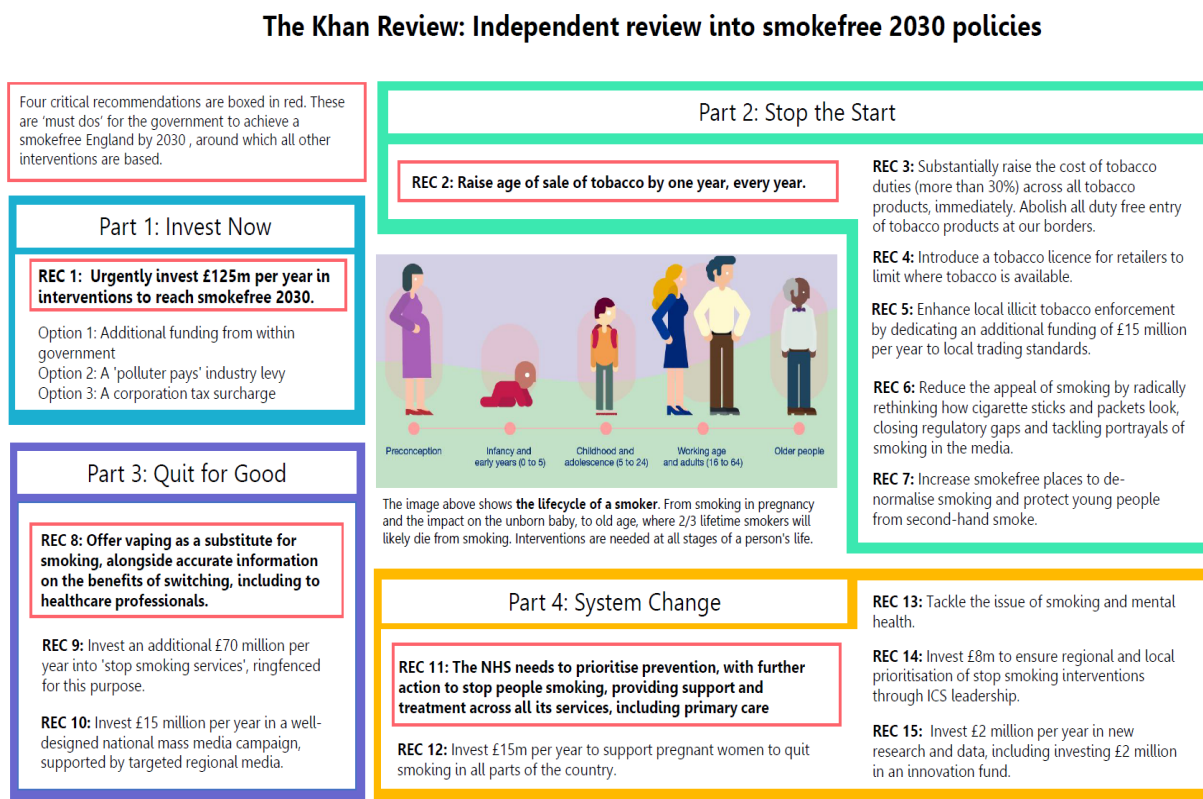 The Khan Review: Independent review into smokefree 2030 policies
Four critical recommendations are boxed in red. These
are ‘must dos’ for the government to achieve a
smokefree England by 2030 , around which all other
interventions are based.
Part 1: Invest Now
REC 1:  Urgently invest £125m per year in
interventions to reach smokefree 2030.
Option 1: Additional funding from within
government
Option 2: A 'polluter pays' industry levy
Option 3: A corporation tax surcharge
Part 2: Stop the Start
REC 2: Raise age of sale of tobacco by one year, every year.
REC 3: Substantially raise the cost of tobacco
duties (more than 30%) across all tobacco
products, immediately. Abolish all duty free entry
of tobacco products at our borders.
REC 4: Introduce a tobacco licence for retailers to
limit where tobacco is available.
REC 5: Enhance local illicit tobacco enforcement
by dedicating an additional funding of £15 million
per year to local trading standards.
REC 6: Reduce the appeal of smoking by radically
rethinking how cigarette sticks and packets look,
closing regulatory gaps and tackling portrayals of
smoking in the media.
REC 7: Increase smokefree places to de-
normalise smoking and protect young people
from second-hand smoke.
Preconception
Infancy and
early years (0 to 5)
Childhood and
adolescence (5 to 24)
Working age
and adults (16 to 64)
Older people
The image above shows the lifecycle of a smoker. From smoking in pregnancy
and the impact on the unborn baby, to old age, where 2/3 lifetime smokers will
likely die from smoking. Interventions are needed at all stages of a person's life.
Part 3: Quit for Good
REC 8: Offer vaping as a substitute for
smoking, alongside accurate information
on the benefits of switching, including to
healthcare professionals.
REC 9: Invest an additional £70 million per
year into 'stop smoking services', ringfenced
for this purpose.
REC 10: Invest £15 million per year in a well-
designed national mass media campaign,
supported by targeted regional media.
Part 4: System Change
REC 11: The NHS needs to prioritise prevention, with further
action to stop people smoking, providing support and
treatment across all its services, including primary care
REC 12: Invest £15m per year to support pregnant women to quit
smoking in all parts of the country.
REC 13: Tackle the issue of smoking and mental
health.
REC 14: Invest £8m to ensure regional and local
prioritisation of stop smoking interventions
through ICS leadership.
REC 15:  Invest £2 million per year in new
research and data, including investing £2 million
in an innovation fund.